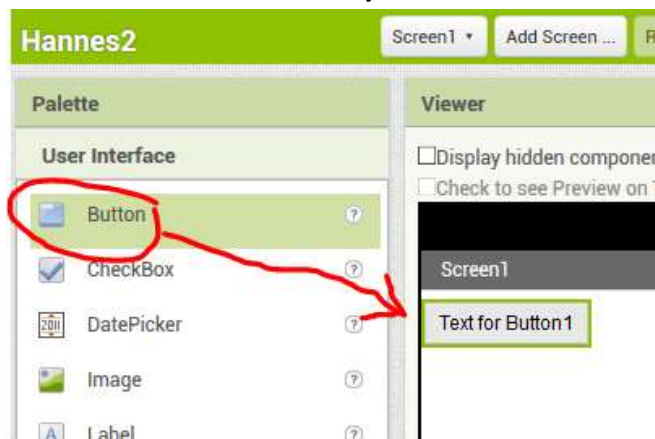 Hannes2
Screen1
Add Screen ...
Palette
Viewer
User Interface
Display hidden
Check to see Preview on
Button
?
Screen1
CheckBox
?
Text for Button1
DatePicker
?
Image
?
Label
?